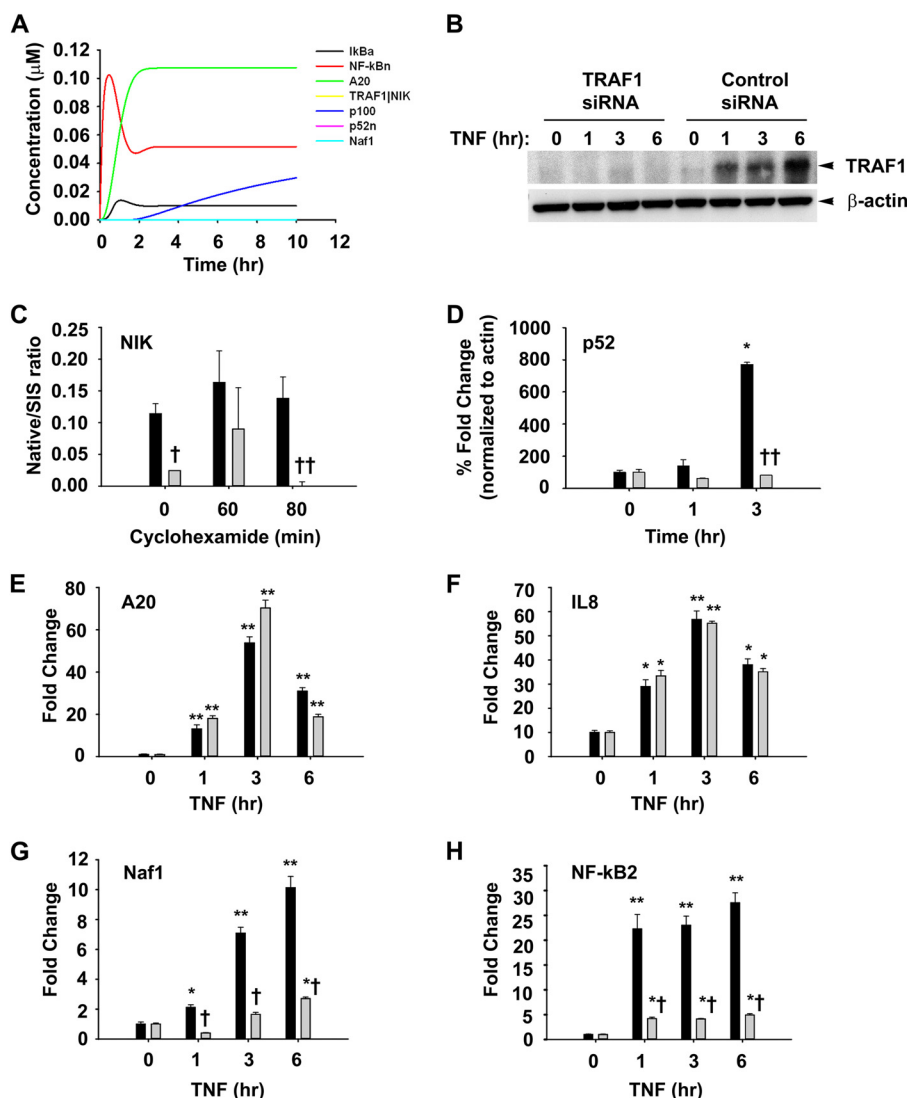 A
Concentration (µM)
0.12
0.10
0.08
0.06
0.04
0.02
0.00
0 2 4 6 8 10 12
Time (hr)
IkBa
NF-kBn
A20
TRAF1|NIK
p100
p52n
Naf1
B
TRAF1 siRNA
Control siRNA
TNF (hr): 0 1 3 6 0 1 3 6
TRAF1
β-actin
C
NIK
Native/SIS ratio
0.25
0.20
0.15
0.10
0.05
0.00
†
††
0 60 80
Cyclohexamide (min)
D
p52
% Fold Change
(normalized to actin)
1000
800
600
400
200
0
*
††
0 1 3
Time (hr)
E
A20
Fold Change
80
60
40
20
0
** **
** **
** **
0 1 3 6
TNF (hr)
F
IL8
Fold Change
70
60
50
40
30
20
10
0
* *
** **
* *
0 1 3 6
TNF (hr)
G
Naf1
Fold Change
12
10
8
6
4
2
0
* †
** †
** *†
0 1 3 6
TNF (hr)
H
NF-kB2
Fold Change
35
30
25
20
15
10
5
0
** *†
** *†
** *†
0 1 3 6
TNF (hr)